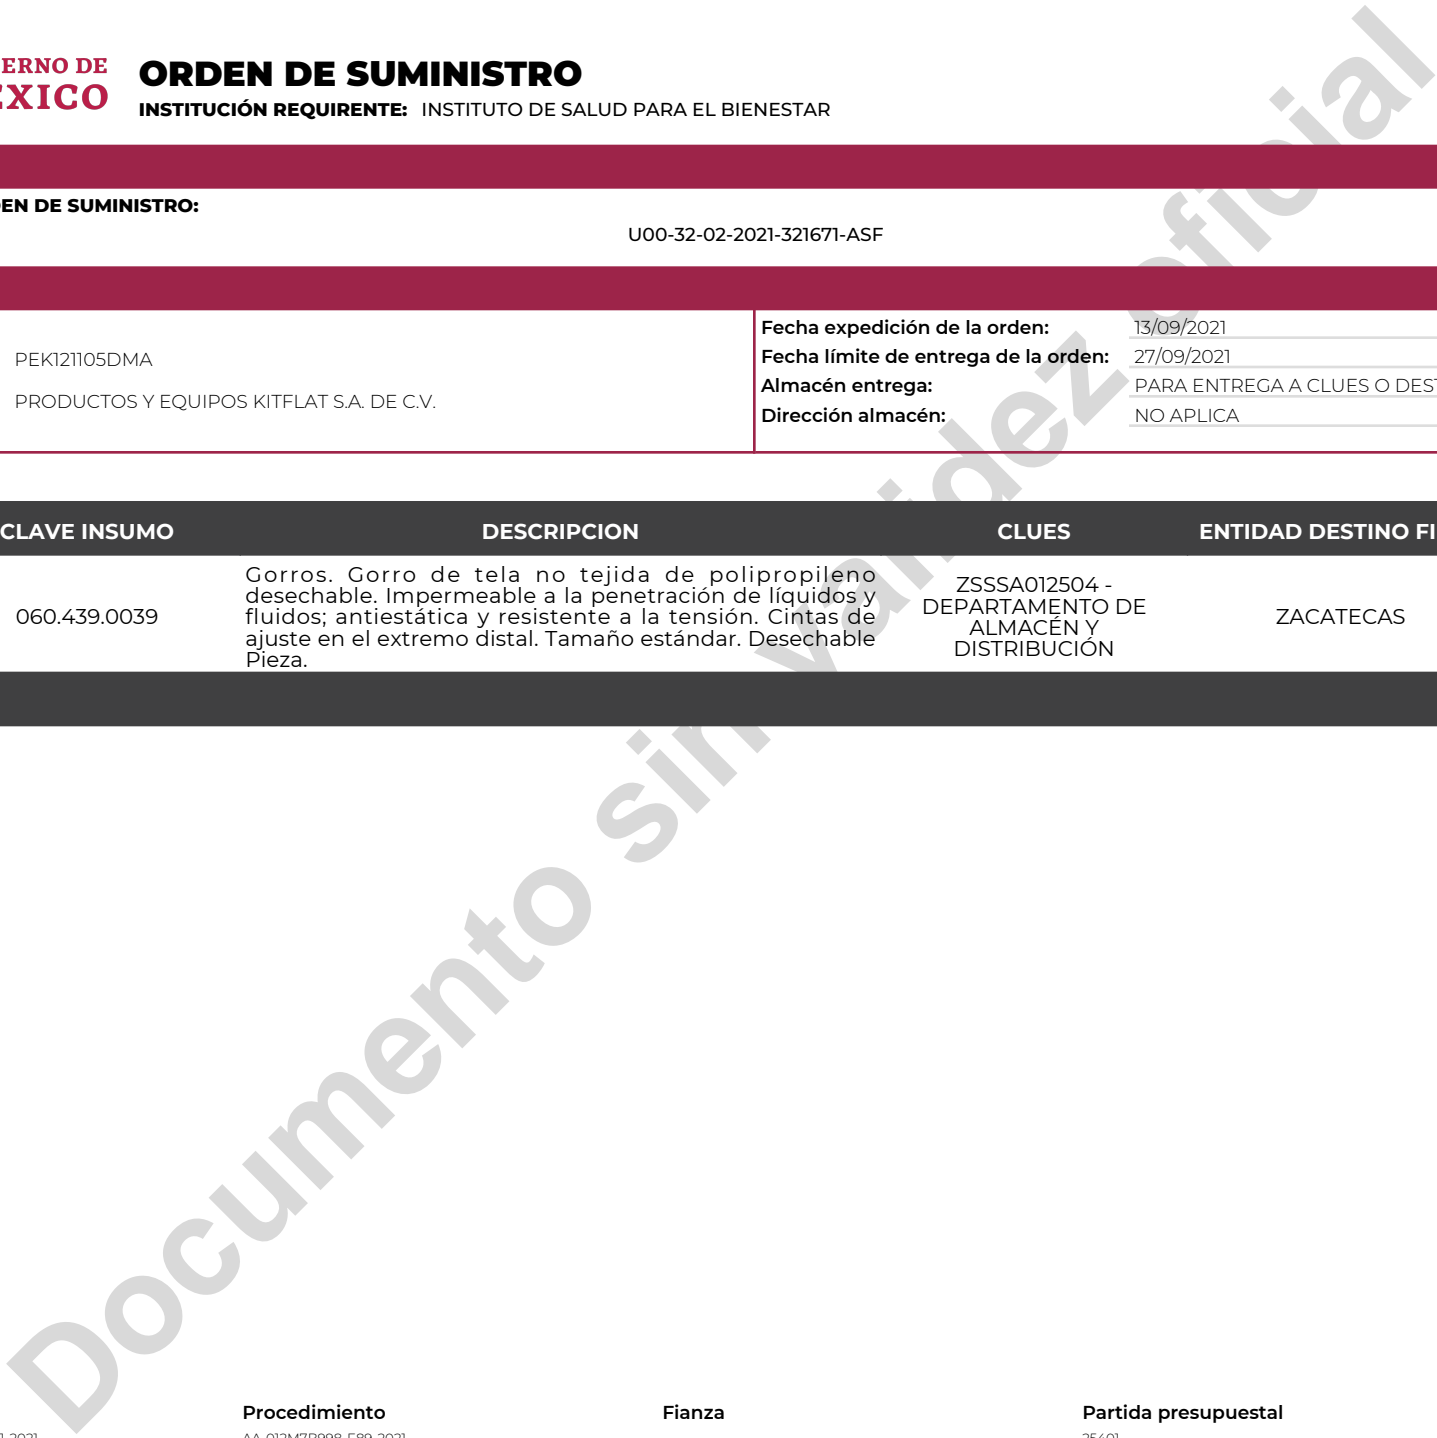 ERNO DE
ORDEN DE SUMINISTRO
INSTITUCIÓN REQUIRENTE: INSTITUTO DE SALUD PARA EL BIENESTAR
EN DE SUMINISTRO:
U00-32-02-2021-321671-ASF
PEK121105DMA
PRODUCTOS Y EQUIPOS KITFLAT S.A. DE C.V.
Fecha expedición de la orden: 13/09/2021
Fecha límite de entrega de la orden: 27/09/2021
Almacén entrega: PARA ENTREGA A CLUES O DEST
Dirección almacén: NO APLICA
CLAVE INSUMO DESCRIPCION CLUES ENTIDAD DESTINO FI
060.439.0039
Gorros. Gorro de tela no tejida de polipropileno
desechable. Impermeable a la penetración de líquidos y
fluidos; antiestática y resistente a la tensión. Cintas de
ajuste en el extremo distal. Tamaño estándar. Desechable
Pieza.
ZSSSA012504 -
DEPARTAMENTO DE
ALMACÉN Y
DISTRIBUCIÓN
ZACATECAS
Documento sin validez oficial
Procedimiento Fianza Partida presupuestal